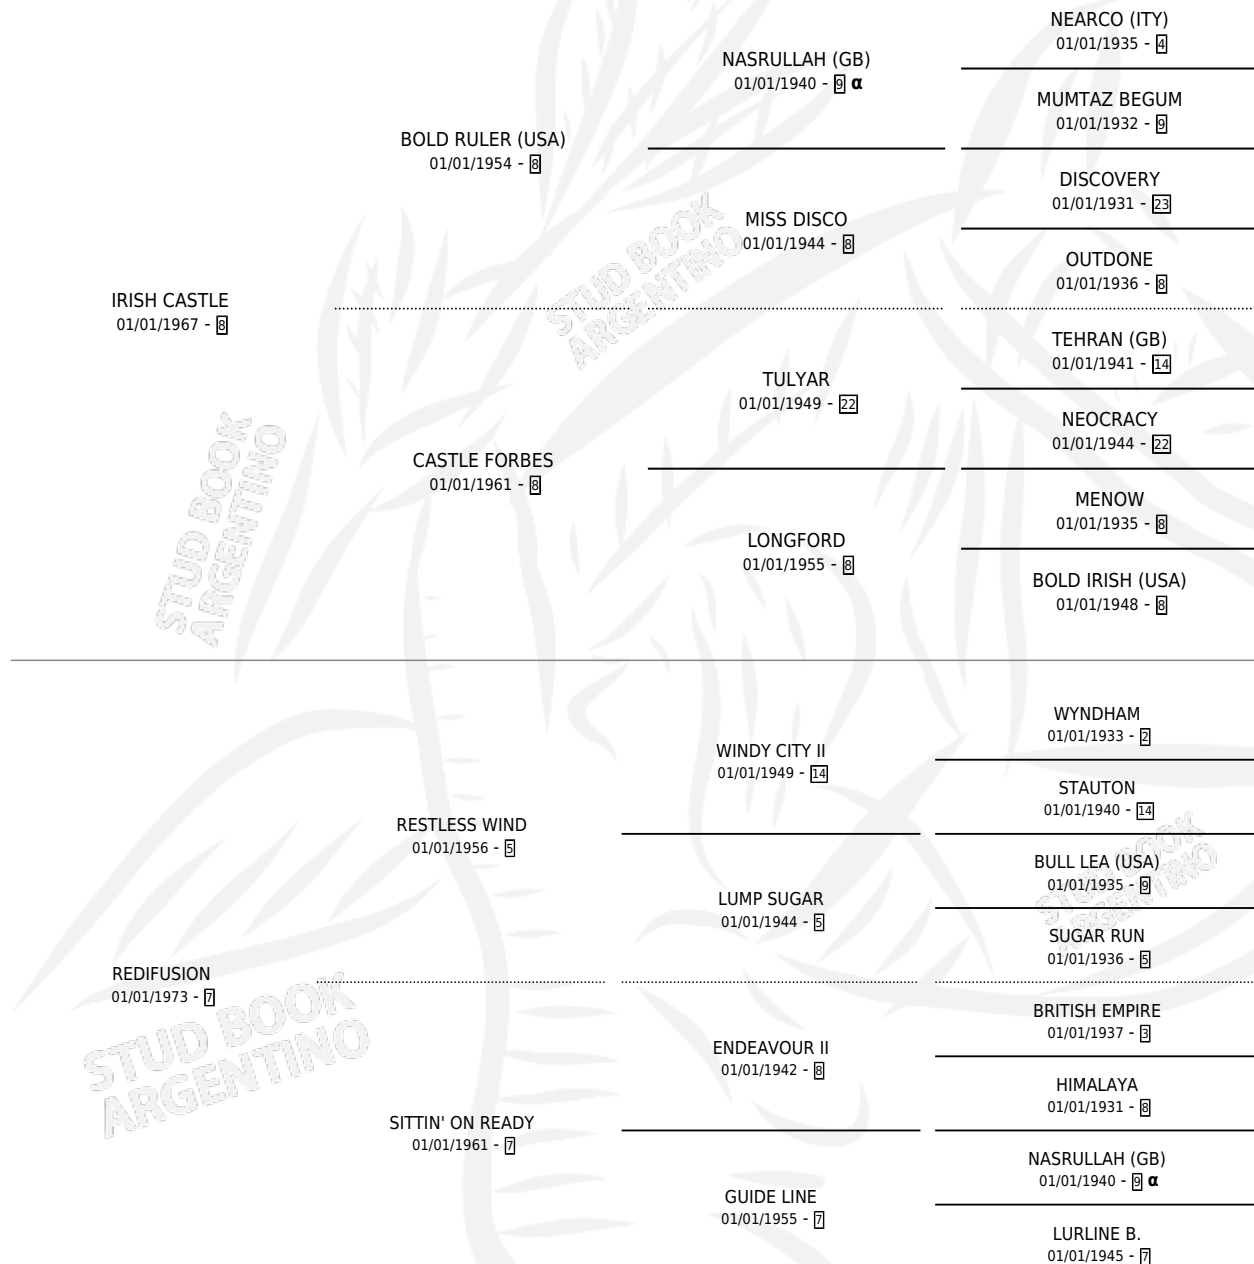 NEARCO (ITY)
01/01/1935 - 4
NASRULLAH (GB)
01/01/1940 - 9 α
MUMTAZ BEGUM
01/01/1932 - 9
BOLD RULER (USA)
01/01/1954 - 8
DISCOVERY
01/01/1931 - 23
MISS DISCO
01/01/1944 - 8
OUTDONE
01/01/1936 - 8
IRISH CASTLE
01/01/1967 - 8
TEHRAN (GB)
01/01/1941 - 14
TULYAR
01/01/1949 - 22
NEOCRACY
01/01/1944 - 22
CASTLE FORBES
01/01/1961 - 8
MENOW
01/01/1935 - 8
LONGFORD
01/01/1955 - 8
BOLD IRISH (USA)
01/01/1948 - 8
WYNDHAM
01/01/1933 - 2
WINDY CITY II
01/01/1949 - 14
STAUTON
01/01/1940 - 14
RESTLESS WIND
01/01/1956 - 5
BULL LEA (USA)
01/01/1935 - 9
LUMP SUGAR
01/01/1944 - 5
SUGAR RUN
01/01/1936 - 5
REDIFUSION
01/01/1973 - 7
BRITISH EMPIRE
01/01/1937 - 3
ENDEAVOUR II
01/01/1942 - 8
HIMALAYA
01/01/1931 - 8
SITTIN' ON READY
01/01/1961 - 7
NASRULLAH (GB)
01/01/1940 - 9 α
GUIDE LINE
01/01/1955 - 7
LURLINE B.
01/01/1945 - 7
STUD BOOK
ARGENTINO
STUD BOOK
ARGENTINO
STUD BOOK
ARGENTINO
STUD BOOK
ARGENTINO